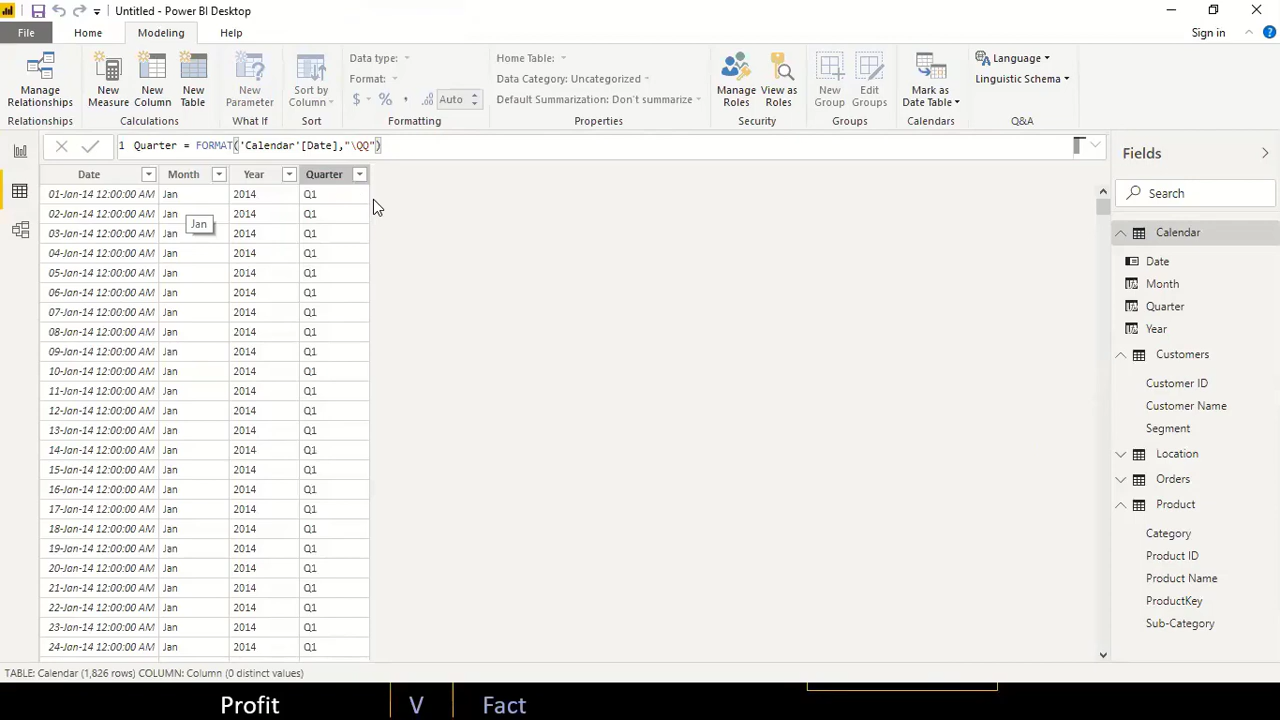 Untitled - Power BI Desktop
File
Home
Modeling
Help
Sign in
Manage Relationships
Relationships
New Measure
New Column
New Table
Calculations
New Parameter
What If
Sort by Column
Sort
Data type:
Format:
$ % , Auto
Formatting
Home Table:
Data Category: Uncategorized
Default Summarization: Don't summarize
Properties
Manage Roles
View as Roles
Security
New Group
Edit Groups
Groups
Mark as Date Table
Calendars
Language
Linguistic Schema
Q&A
1 Quarter = FORMAT('Calendar'[Date],"\QQ")
Date Month Year Quarter
01-Jan-14 12:00:00 AM Jan 2014 Q1
02-Jan-14 12:00:00 AM Jan 2014 Q1
Jan
03-Jan-14 12:00:00 AM Jan 2014 Q1
04-Jan-14 12:00:00 AM Jan 2014 Q1
05-Jan-14 12:00:00 AM Jan 2014 Q1
06-Jan-14 12:00:00 AM Jan 2014 Q1
07-Jan-14 12:00:00 AM Jan 2014 Q1
08-Jan-14 12:00:00 AM Jan 2014 Q1
09-Jan-14 12:00:00 AM Jan 2014 Q1
10-Jan-14 12:00:00 AM Jan 2014 Q1
11-Jan-14 12:00:00 AM Jan 2014 Q1
12-Jan-14 12:00:00 AM Jan 2014 Q1
13-Jan-14 12:00:00 AM Jan 2014 Q1
14-Jan-14 12:00:00 AM Jan 2014 Q1
15-Jan-14 12:00:00 AM Jan 2014 Q1
16-Jan-14 12:00:00 AM Jan 2014 Q1
17-Jan-14 12:00:00 AM Jan 2014 Q1
18-Jan-14 12:00:00 AM Jan 2014 Q1
19-Jan-14 12:00:00 AM Jan 2014 Q1
20-Jan-14 12:00:00 AM Jan 2014 Q1
21-Jan-14 12:00:00 AM Jan 2014 Q1
22-Jan-14 12:00:00 AM Jan 2014 Q1
23-Jan-14 12:00:00 AM Jan 2014 Q1
24-Jan-14 12:00:00 AM Jan 2014 Q1
Fields
Search
Calendar
Date
Month
Quarter
Year
Customers
Customer ID
Customer Name
Segment
Location
Orders
Product
Category
Product ID
Product Name
ProductKey
Sub-Category
TABLE: Calendar (1,826 rows) COLUMN: Column (0 distinct values)
Profit V Fact